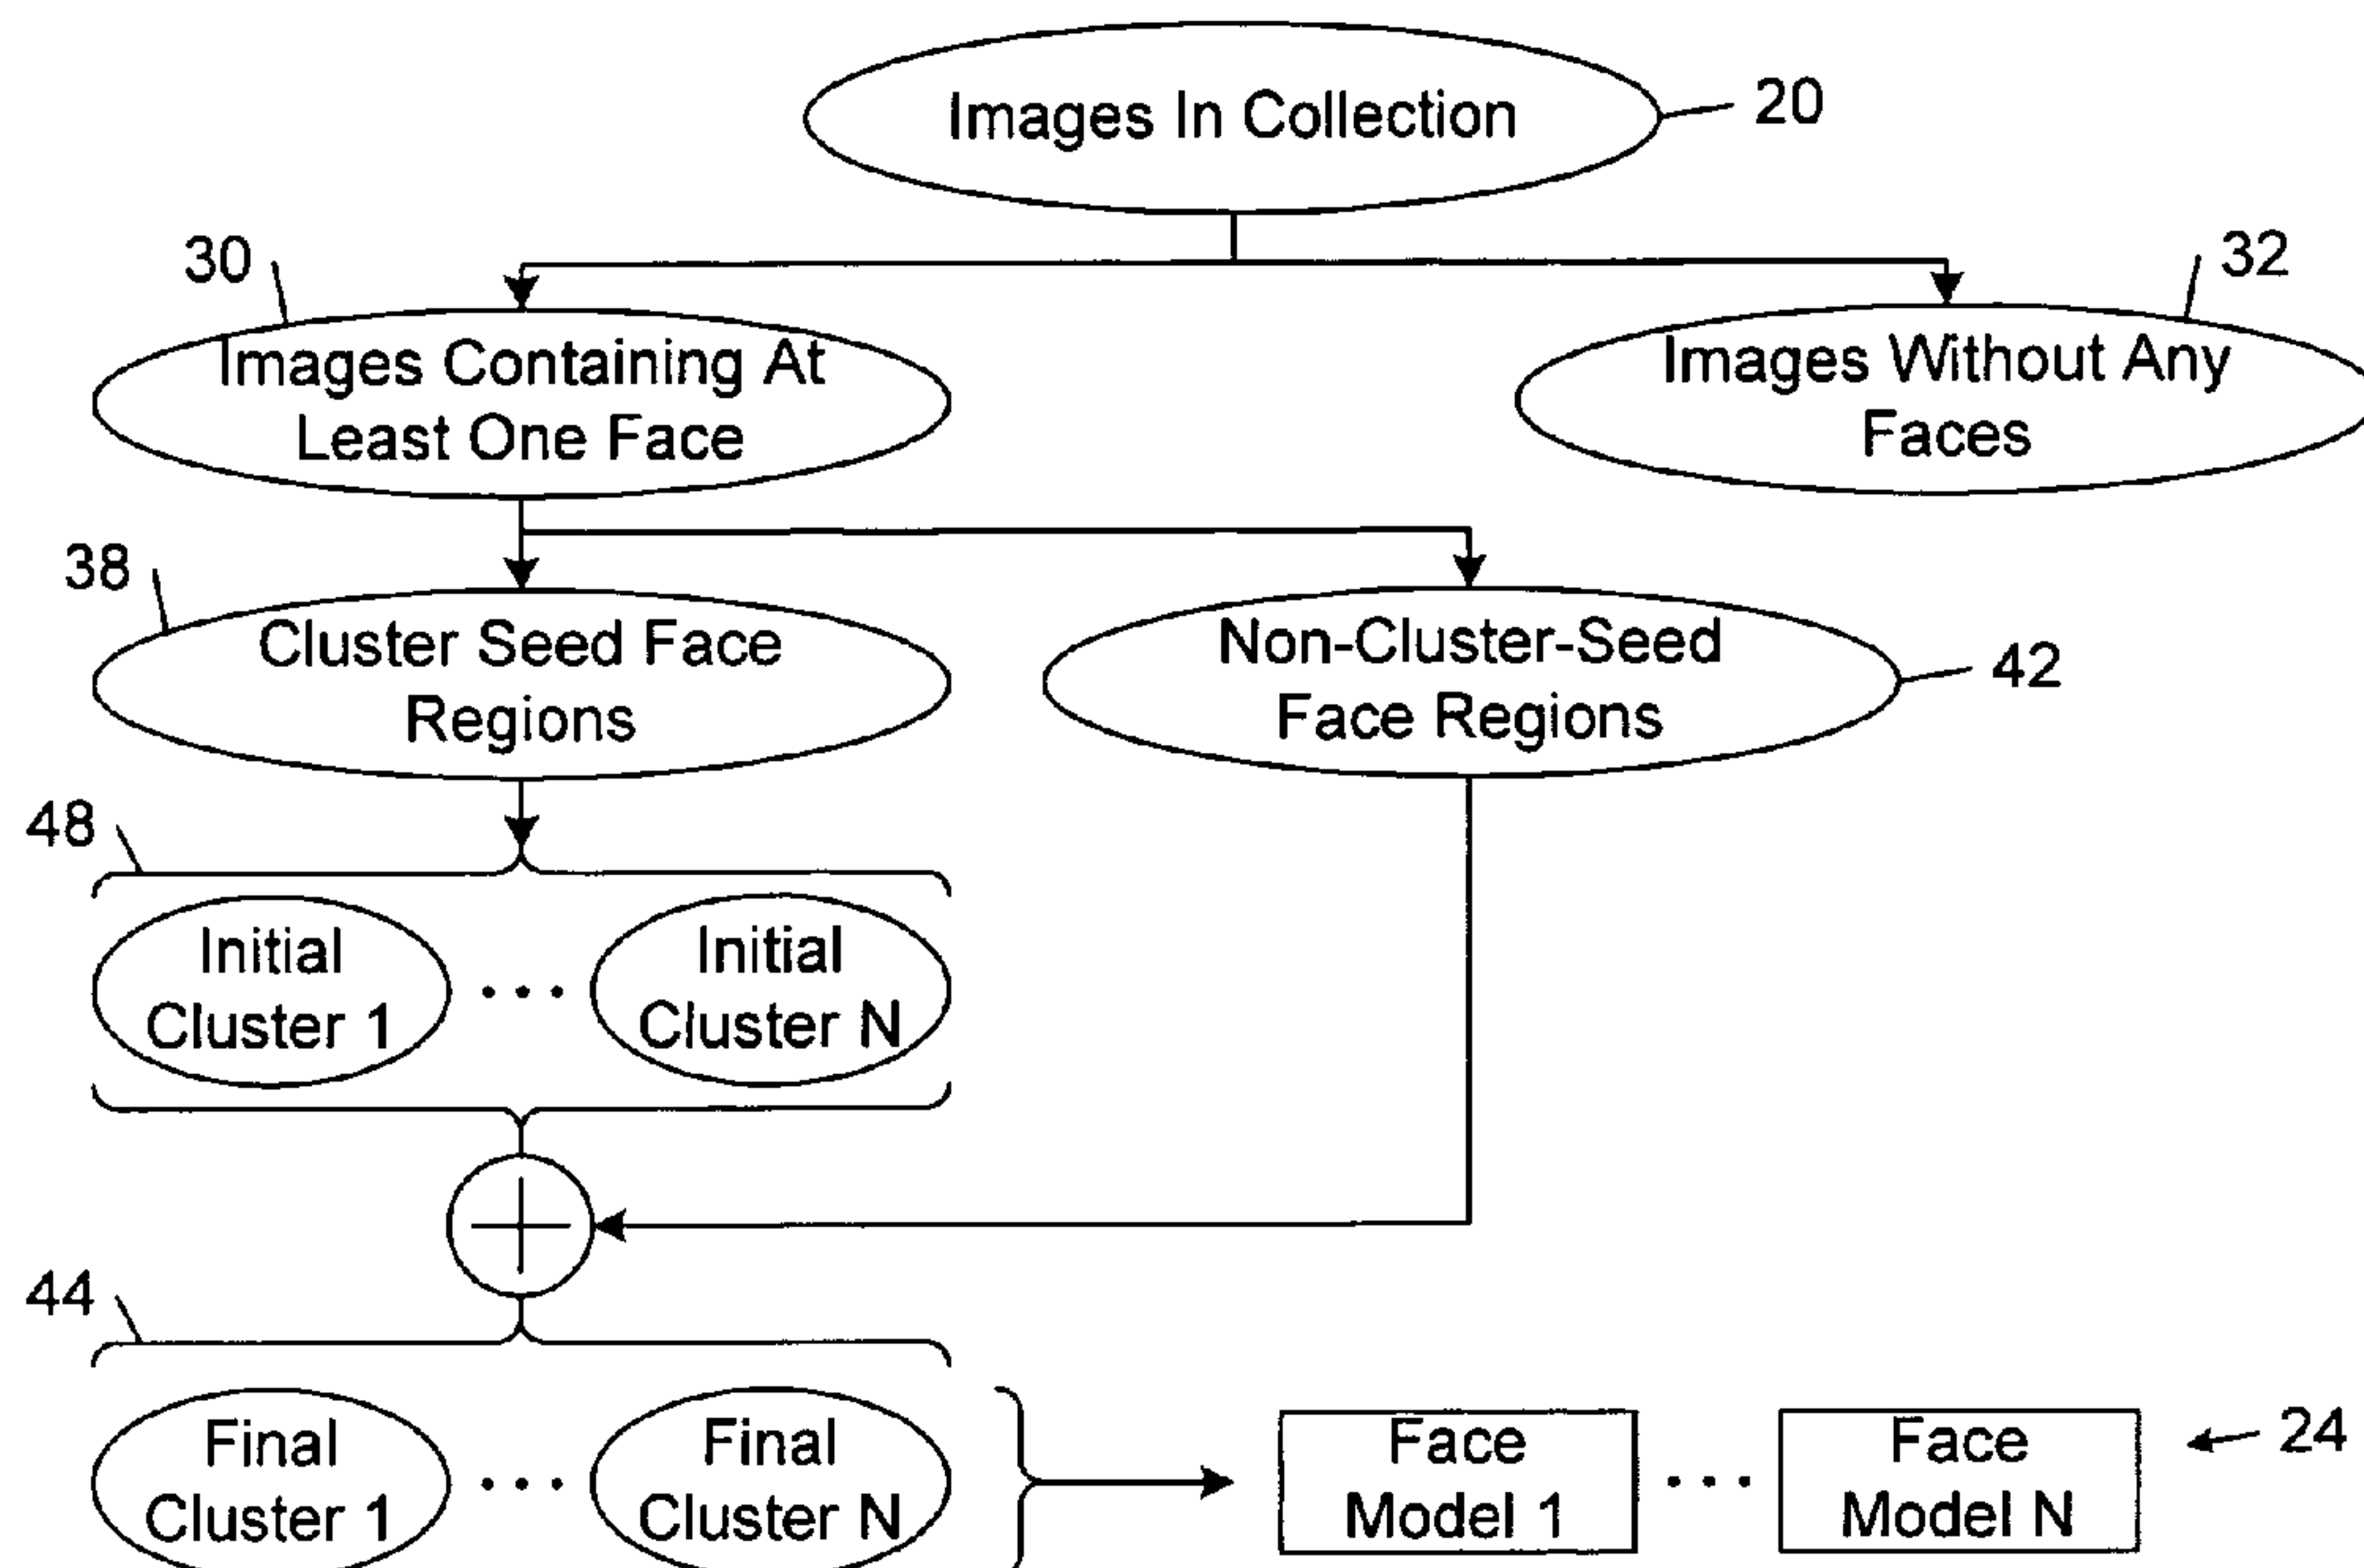 Images In Collection
20
30
32
Images Containing At
Least One Face
Images Without Any
Faces
38
Cluster Seed Face
Regions
Non-Cluster-Seed
Face Regions
42
48
Initial
Cluster 1
Initial
Cluster N
44
Final
Cluster 1
Final
Cluster N
Face
Model 1
Face
Model N
24